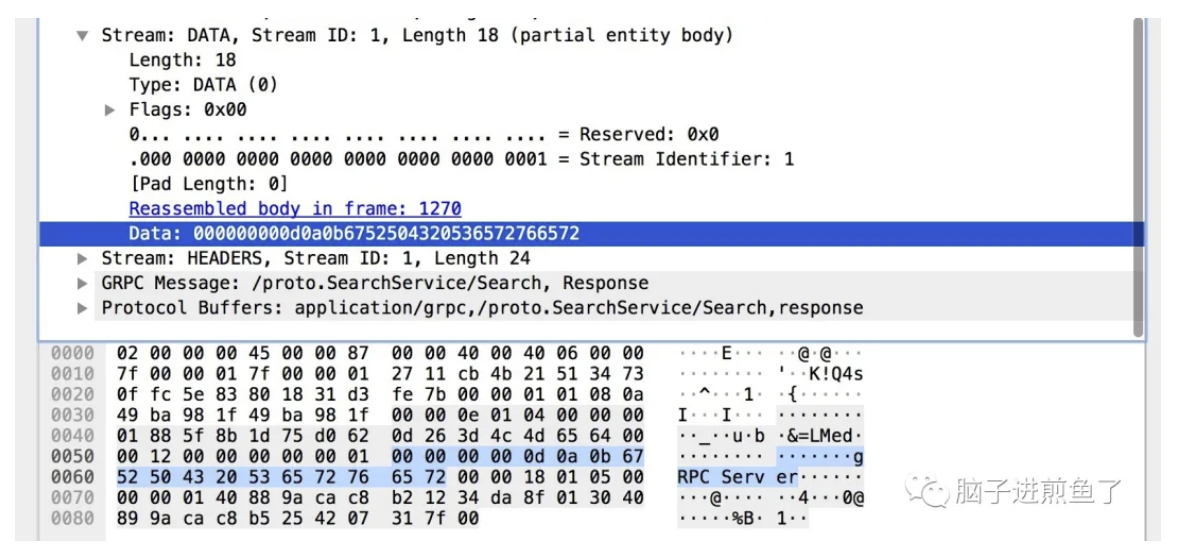 Stream: DATA, Stream ID: 1, Length 18 (partial entity body)
Length: 18
Type: DATA (0)
Flags: 0x00
0... .... .... .... .... .... .... .... = Reserved: 0x0
.000 0000 0000 0000 0000 0000 0000 0001 = Stream Identifier: 1
[Pad Length: 0]
Reassembled body in frame: 1270
Data: 000000000d0a0b67525043205365727665​72
Stream: HEADERS, Stream ID: 1, Length 24
GRPC Message: /proto.SearchService/Search, Response
Protocol Buffers: application/grpc,/proto.SearchService/Search,response
0000 02 00 00 00 45 00 00 87 00 00 40 00 40 06 00 00 ····E··· ··@·@···
0010 7f 00 00 01 7f 00 00 01 27 11 cb 4b 21 51 34 73 ········ '··K!Q4s
0020 0f fc 5e 83 80 18 31 d3 fe 7b 00 00 01 01 08 0a ··^···1· ·{······
0030 49 ba 98 1f 49 ba 98 1f 00 00 0e 01 04 00 00 00 I···I··· ········
0040 01 88 5f 8b 1d 75 d0 62 0d 26 3d 4c 4d 65 64 00 ··_··u·b ·&=LMed·
0050 00 12 00 00 00 00 00 01 00 00 00 00 0d 0a 0b 67 ········ ·······g
0060 52 50 43 20 53 65 72 76 65 72 00 00 18 01 05 00 RPC Serv er······
0070 00 00 01 40 88 9a ca c8 b2 12 34 da 8f 01 30 40 ···@···· ··4···0@
0080 89 9a ca c8 b5 25 42 07 31 7f 00 ·····%B· 1··
脑子进煎鱼了